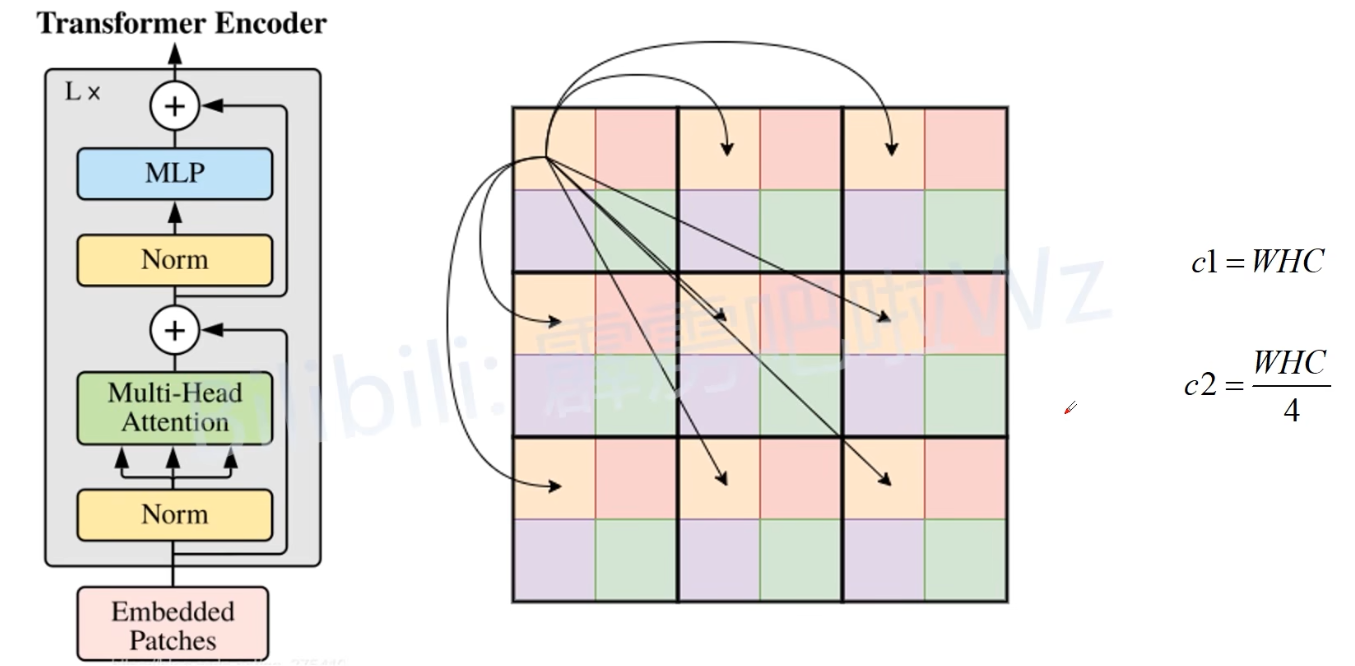 Transformer Encoder
L ×
+
MLP
Norm
+
Multi-Head
Attention
Norm
Embedded
Patches
Bilibili: 霹雳吧啦Wz
c1 = WHC
c2 = WHC
4